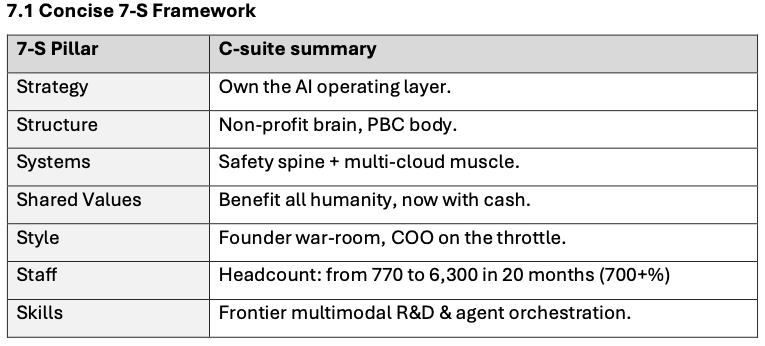 7.1 Concise 7-S Framework
7-S Pillar C-suite summary
Strategy Own the AI operating layer.
Structure Non-profit brain, PBC body.
Systems Safety spine + multi-cloud muscle.
Shared Values Benefit all humanity, now with cash.
Style Founder war-room, COO on the throttle.
Staff Headcount: from 770 to 6,300 in 20 months (700+%)
Skills Frontier multimodal R&D & agent orchestration.